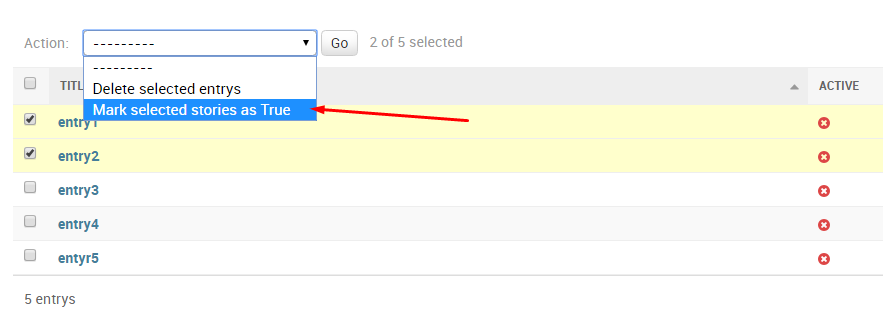 Action: --------- Go 2 of 5 selected
---------
Delete selected entrys
Mark selected stories as True
TITL ACTIVE
entry1
entry2
entry3
entry4
entyr5
5 entrys